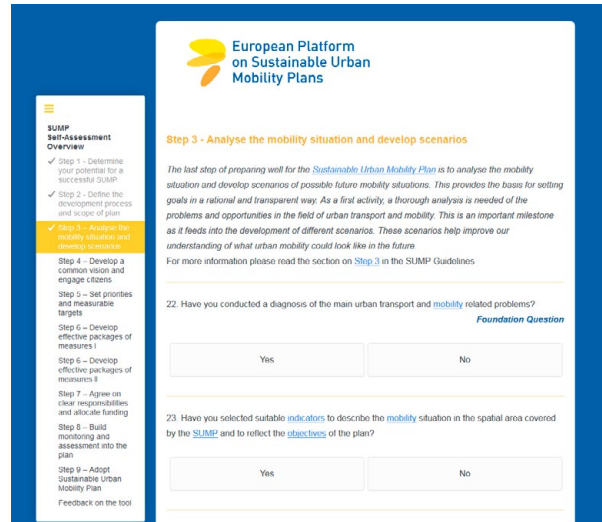 European Platform
on Sustainable Urban
Mobility Plans
SUMP
Self-Assessment
Overview
Step 1 - Determine
your potential for a
successful SUMP
Step 2 - Define the
development process
and scope of plan
Step 3 – Analyse the
mobility situation and
develop scenarios
Step 4 – Develop a
common vision and
engage citizens
Step 5 – Set priorities
and measurable
targets
Step 6 – Develop
effective packages of
measures I
Step 6 – Develop
effective packages of
measures II
Step 7 – Agree on
clear responsibilities
and allocate funding
Step 8 – Build
monitoring and
assessment into the
plan
Step 9 – Adopt
Sustainable Urban
Mobility Plan
Feedback on the tool
Step 3 - Analyse the mobility situation and develop scenarios
The last step of preparing well for the Sustainable Urban Mobility Plan is to analyse the mobility
situation and develop scenarios of possible future mobility situations. This provides the basis for setting
goals in a rational and transparent way. As a first activity, a thorough analysis is needed of the
problems and opportunities in the field of urban transport and mobility. This is an important milestone
as it feeds into the development of different scenarios. These scenarios help improve our
understanding of what urban mobility could look like in the future.
For more information please read the section on Step 3 in the SUMP Guidelines
22. Have you conducted a diagnosis of the main urban transport and mobility related problems?
Foundation Question
Yes
No
23. Have you selected suitable indicators to describe the mobility situation in the spatial area covered
by the SUMP and to reflect the objectives of the plan?
Yes
No